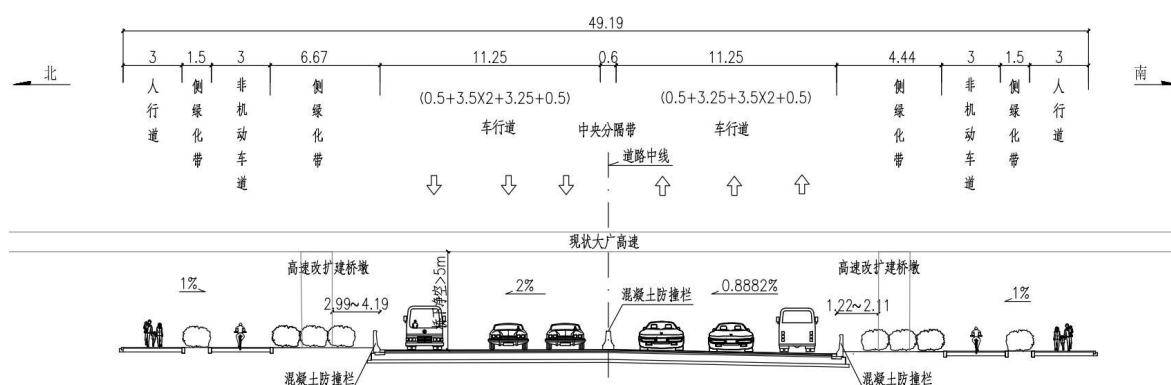 49.19
3
1.5
3
6.67
11.25
0.6
11.25
4.44
3
1.5
3
北
南
人行道
侧绿化带
非机动车道
侧绿化带
(0.5+3.5X2+3.25+0.5)
车行道
中央分隔带
(0.5+3.25+3.5X2+0.5)
车行道
侧绿化带
非机动车道
侧绿化带
人行道
道路中线
现状大广高速
高速改扩建桥墩
高速改扩建桥墩
1%
2.99~4.19
净空>5m
2%
混凝土防撞栏
0.8882%
1.22~2.11
1%
混凝土防撞栏
混凝土防撞栏